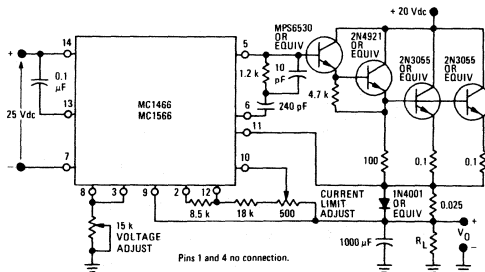 + 20 Vdc
MPS6530
OR
EQUIV
2N4921
OR
EQUIV
2N3055
OR
EQUIV
2N3055
OR
EQUIV
14
5
+
0.1
μF
1.2 k
10
pF
4.7 k
MC1466
MC1566
6
240 pF
25 Vdc
13
11
10
100
0.1
0.1
–
7
8
3
9
2
12
CURRENT
LIMIT
ADJUST
1N4001
OR
EQUIV
0.025
8.5 k
18 k
500
15 k
VOLTAGE
ADJUST
1000 μF
RL
+
VO
–
Pins 1 and 4 no connection.